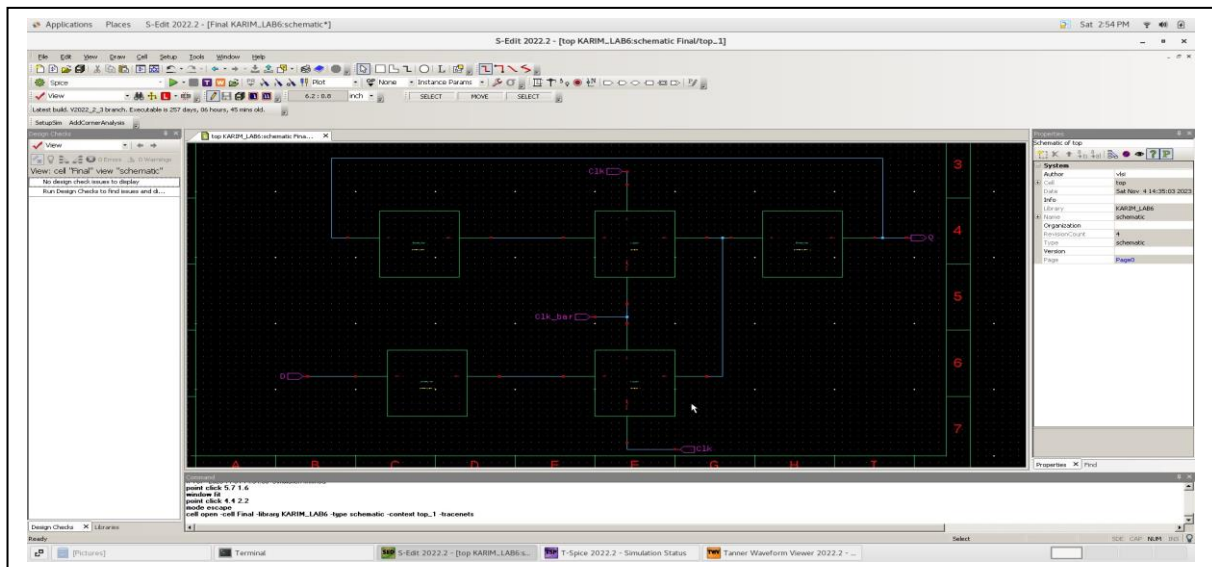 Applications Places S-Edit 2022.2 - [Final KARIM_LAB6:schematic*] Sat 2:54 PM
S-Edit 2022.2 - [top KARIM_LAB6:schematic Final/top_1]
File Edit View Draw Cell Setup Tools Window Help
Spice Plot None Instance Params
View 6.2 : 0.8 inch SELECT MOVE SELECT
Latest build. V2022_2_3 branch. Executable is 257 days, 06 hours, 45 mins old.
SetupSim AddCornerAnalysis
Design Checks
top KARIM_LAB6:schematic Fina...
View
0 Errors 0 Warnings
View: cell "Final" view "schematic"
No design check issues to display
Run Design Checks to find issues and di...
Clk
Q
Clk_bar
D
Clk
3
4
5
6
7
A B C D E F G H I
Properties
Schematic of top
System
Author vlsi
Cell top
Date Sat Nov 4 14:35:03 2023
Info
Library KARIM_LAB6
Name schematic
Organization
RevisionCount 4
Type schematic
Version
Page Page0
Properties Find
Command
point click 5.7 1.6
window fit
point click 4.4 2.2
mode escape
cell open -cell Final -library KARIM_LAB6 -type schematic -context top_1 -tracenets
Design Checks Libraries
Ready Select SDE CAP NUM INS
[Pictures] Terminal S-Edit 2022.2 - [top KARIM_LAB6:s... T-Spice 2022.2 - Simulation Status Tanner Waveform Viewer 2022.2 - ...